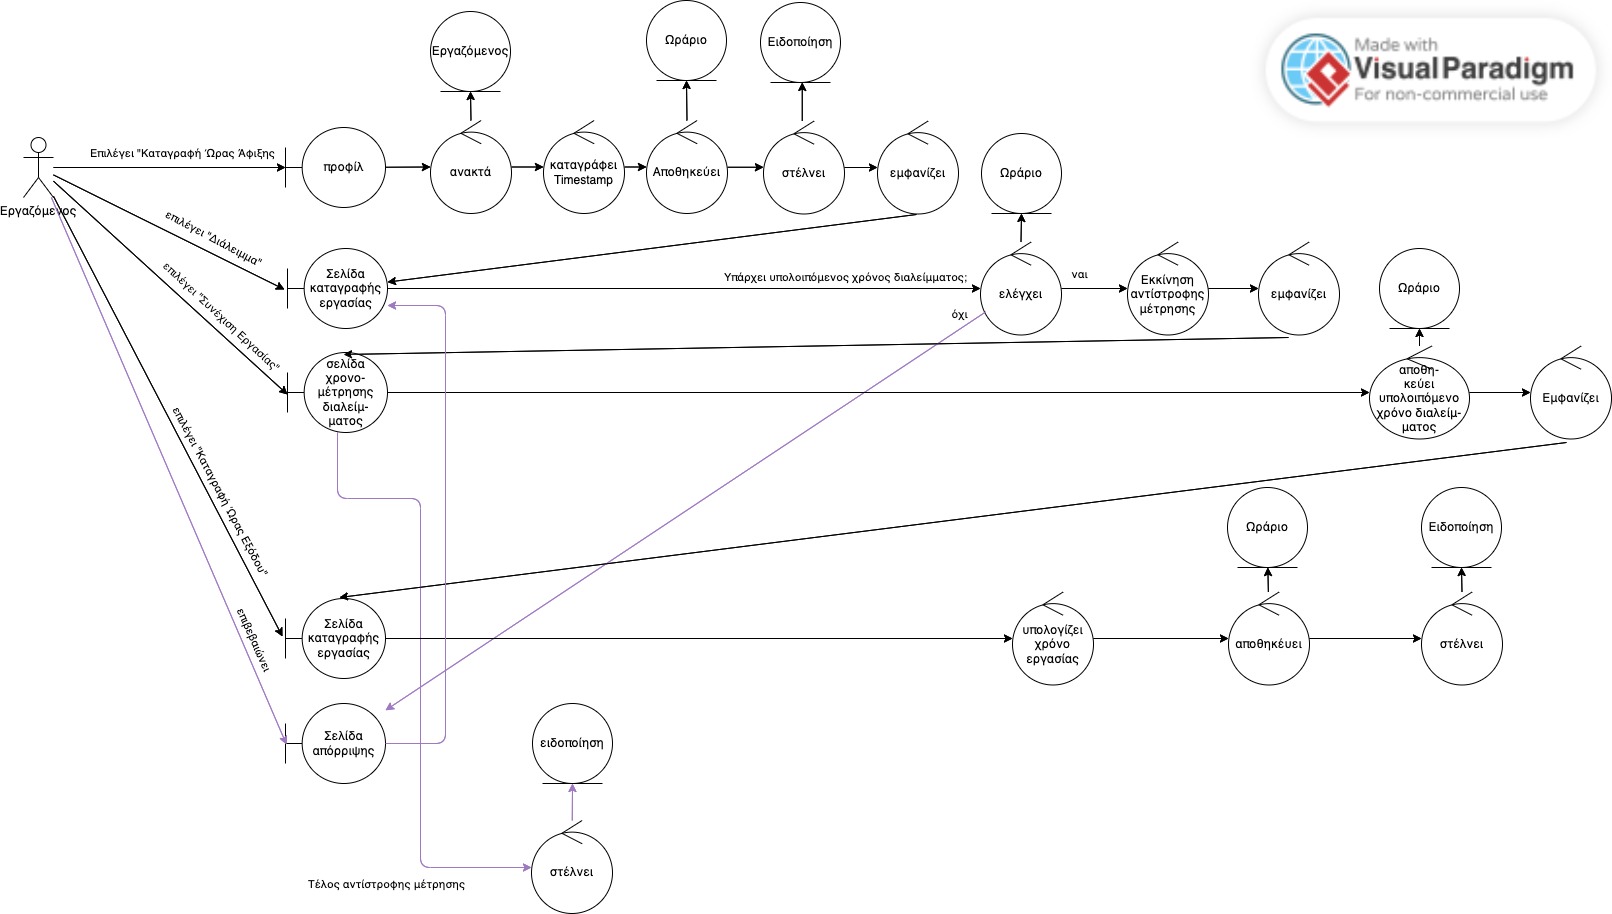 Made with
Visual Paradigm
For non-commercial use
Εργαζόμενος
Ωράριο
Ειδοποίηση
Επιλέγει "Καταγραφή Ώρας Άφιξης
προφίλ
ανακτά
καταγράφει
Timestamp
Αποθηκεύει
στέλνει
εμφανίζει
Ωράριο
Εργαζόμενος
επιλέγει "Διάλειμμα"
Σελίδα
καταγραφής
εργασίας
Υπάρχει υπολοιπόμενος χρόνος διαλείμματος;
ελέγχει
ναι
όχι
Εκκίνηση
αντίστροφης
μέτρησης
εμφανίζει
Ωράριο
επιλέγει "Συνέχιση Εργασίας"
σελίδα
χρονο-
μέτρησης
διαλείμ-
ματος
αποθη-
κεύει
υπολοιπόμενο
χρόνο διαλείμ-
ματος
Εμφανίζει
επιλέγει "Καταγραφή Ώρας Εξόδου"
Ωράριο
Ειδοποίηση
Σελίδα
καταγραφής
εργασίας
υπολογίζει
χρόνο
εργασίας
αποθηκέυει
στέλνει
επιβεβαιώνει
Σελίδα
απόρριψης
ειδοποίηση
στέλνει
Τέλος αντίστροφης μέτρησης